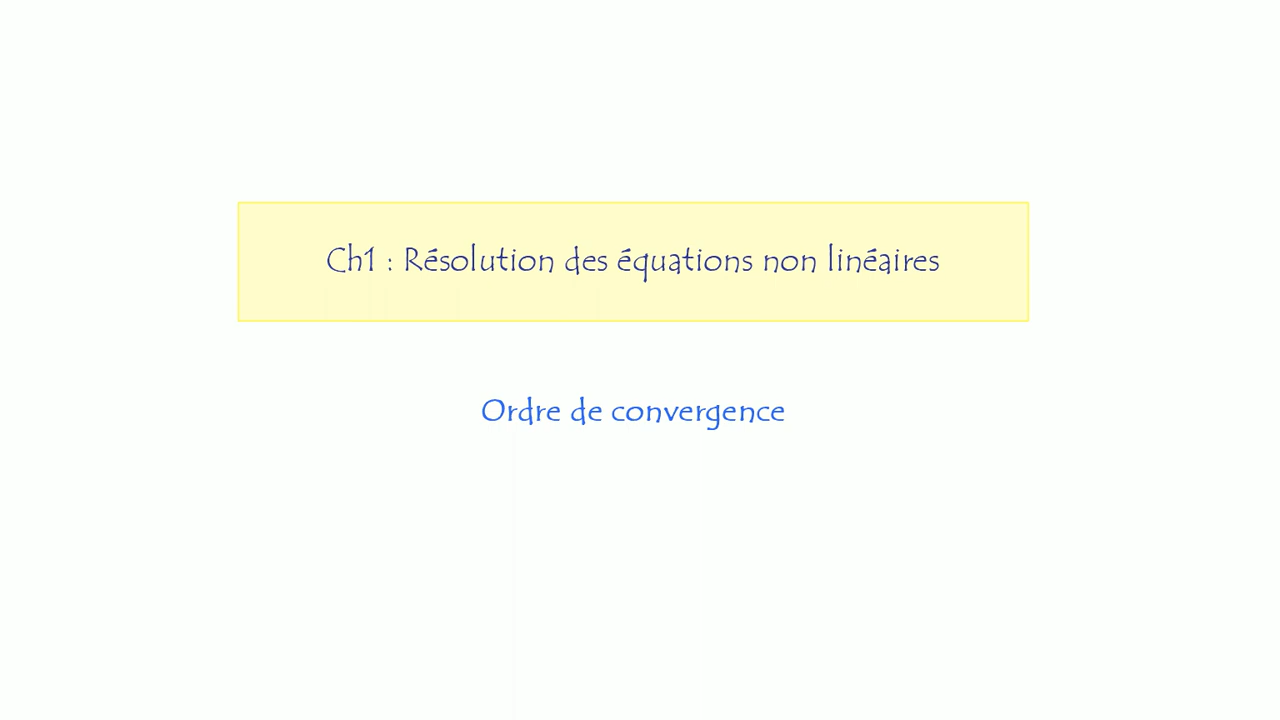 Ch1 : Résolution des équations non linéaires
Ordre de convergence